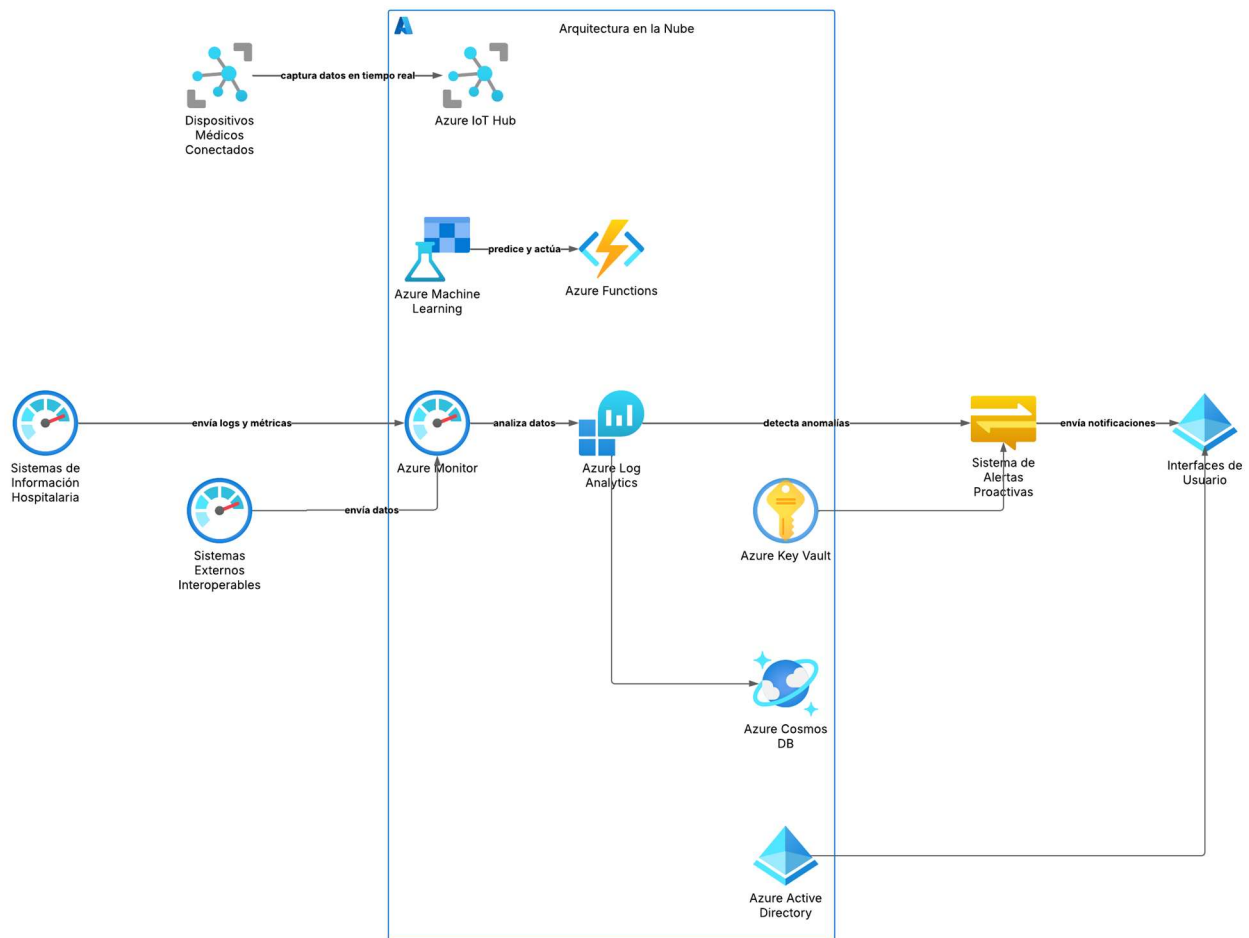 Arquitectura en la Nube
captura datos en tiempo real
Dispositivos
Médicos
Conectados
Azure IoT Hub
predice y actúa
Azure Machine
Learning
Azure Functions
envía logs y métricas
analiza datos
detecta anomalías
envía notificaciones
Sistemas de
Información
Hospitalaria
Azure Monitor
Azure Log
Analytics
Sistema de
Alertas
Proactivas
Interfaces de
Usuario
envía datos
Sistemas
Externos
Interoperables
Azure Key Vault
Azure Cosmos
DB
Azure Active
Directory